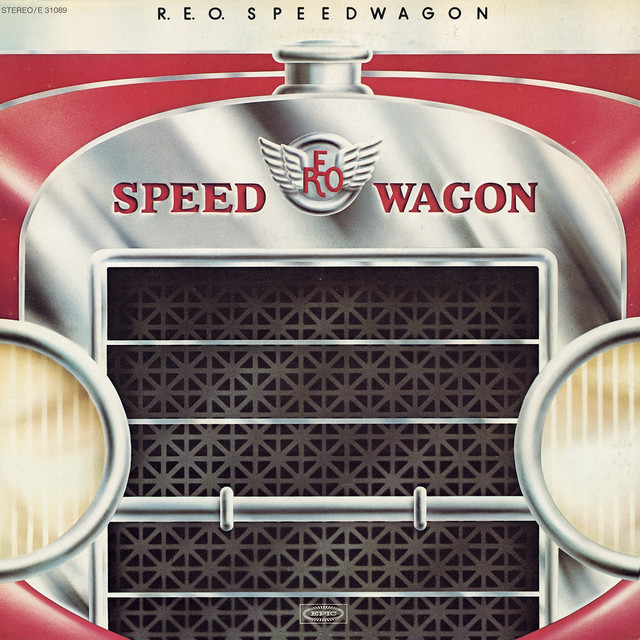 STEREO/E 31089
R. E. O. SPEEDWAGON
REO
SPEED WAGON
EPIC